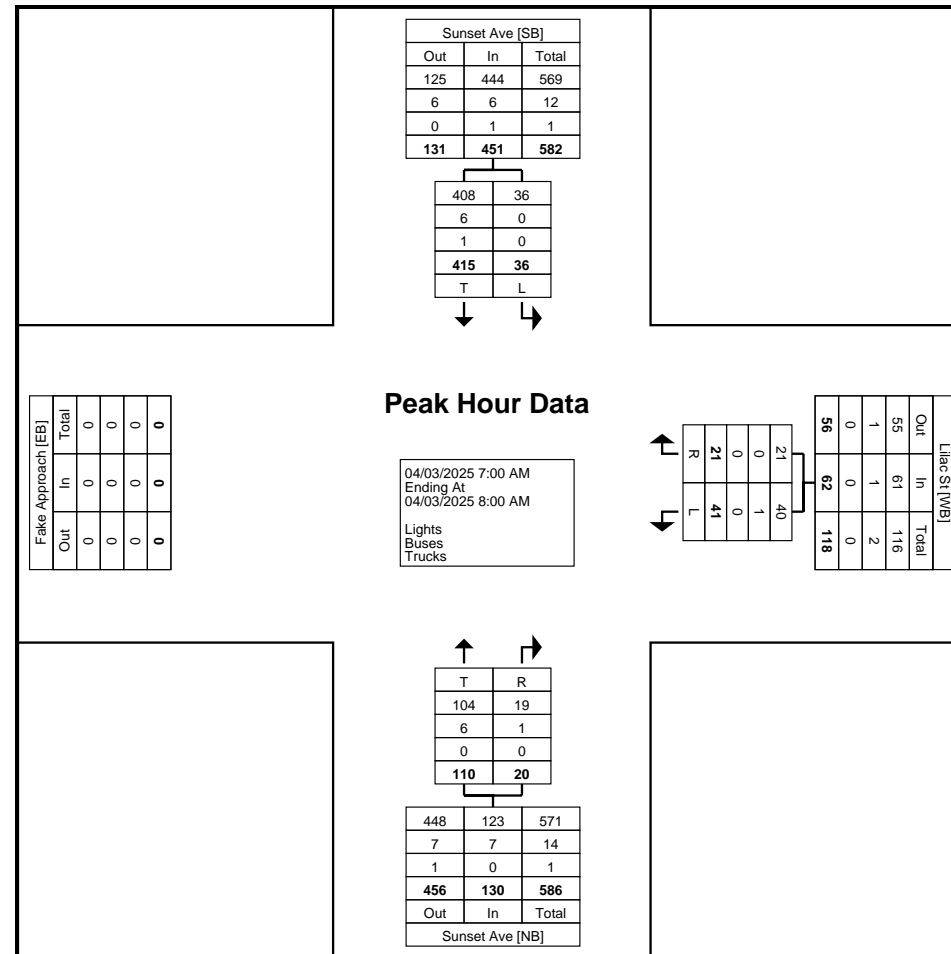 Sunset Ave [SB]
Out In Total
125 444 569
6 6 12
0 1 1
131 451 582
408 36
6 0
1 0
415 36
T L
Peak Hour Data
Fake Approach [EB]
Total 0 0 0 0
In 0 0 0 0
Out 0 0 0 0
04/03/2025 7:00 AM
Ending At
04/03/2025 8:00 AM
Lights
Buses
Trucks
R 21 0 0 21
L 41 0 1 40
Lilac St [WB]
Out In Total
55 61 116
1 1 2
0 0 0
56 62 118
T R
104 19
6 1
0 0
110 20
448 123 571
7 7 14
1 0 1
456 130 586
Out In Total
Sunset Ave [NB]